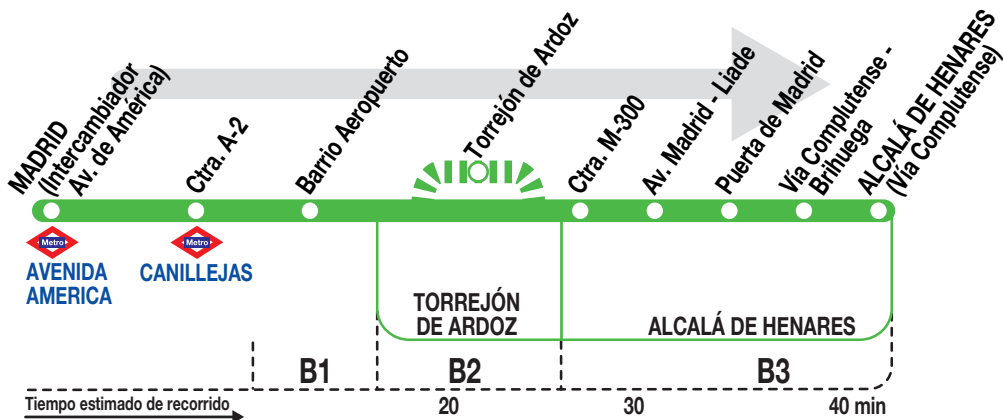 MADRID
(Intercambiador
Av. de América)
Ctra. A-2
Barrio Aeropuerto
Torrejón de Ardoz
Ctra. M-300
Av. Madrid - Liade
Puerta de Madrid
Vía Complutense -
Brihuega
ALCALÁ DE HENARES
(Vía Complutense)
Metro
AVENIDA
AMERICA
Metro
CANILLEJAS
TORREJÓN
DE ARDOZ
ALCALÁ DE HENARES
B1
B2
B3
Tiempo estimado de recorrido
20
30
40 min